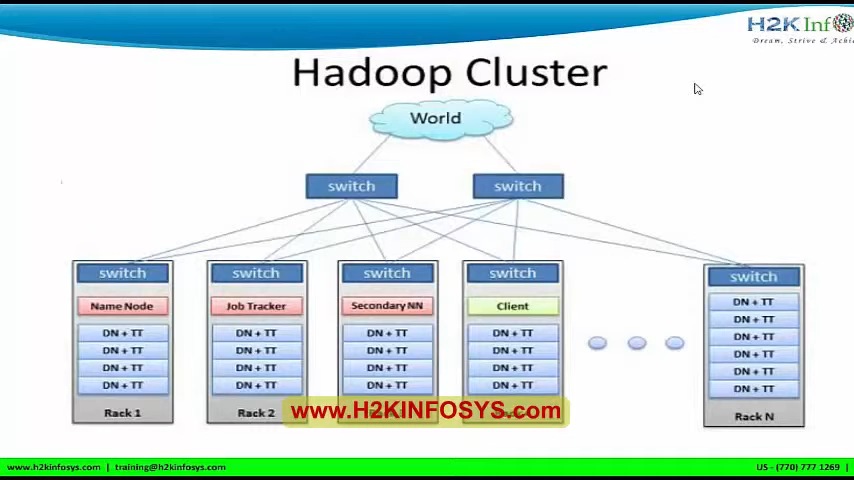 H2K Inf
Dream, Strive & Achi
Hadoop Cluster
World
switch switch
switch switch switch switch switch
Name Node Job Tracker Secondary NN Client DN + TT
DN + TT DN + TT DN + TT DN + TT DN + TT
DN + TT DN + TT DN + TT DN + TT DN + TT
DN + TT DN + TT DN + TT DN + TT DN + TT
DN + TT DN + TT DN + TT DN + TT DN + TT
DN + TT
Rack 1 Rack 2 Rack N
www.H2KINFOSYS.com
www.h2kinfosys.com | training@h2kinfosys.com US - (770) 777 1269 |